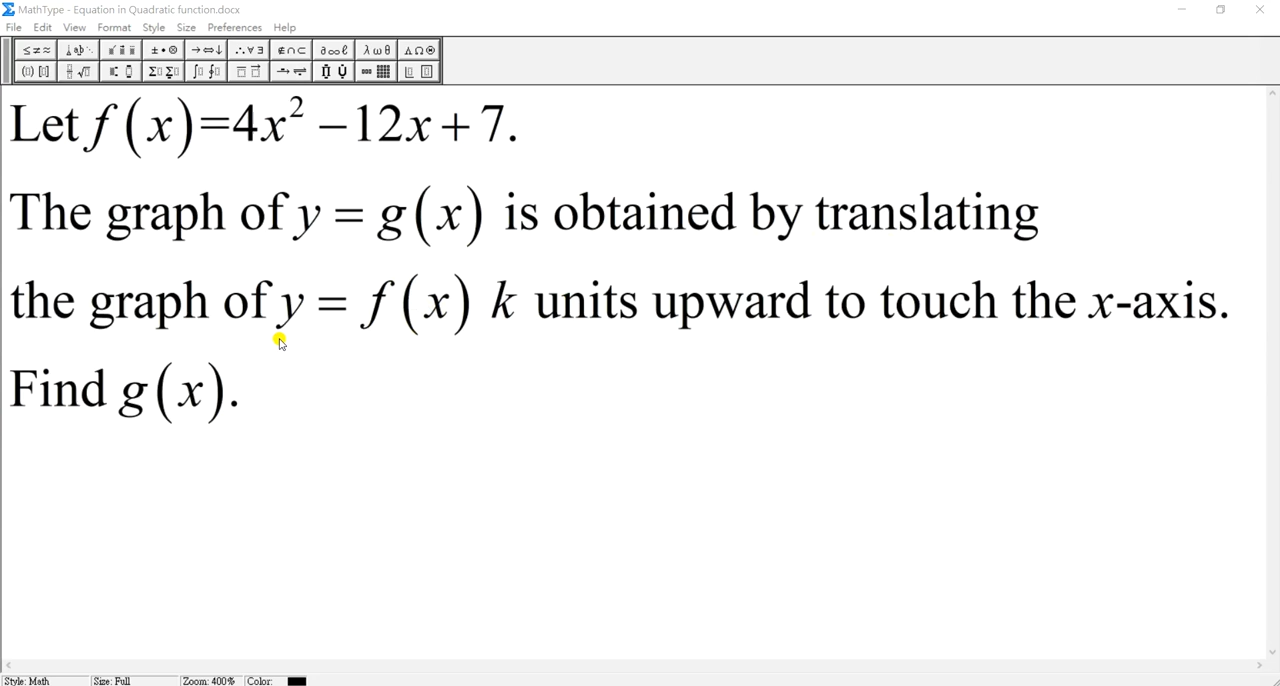 MathType - Equation in Quadratic function.docx
File Edit View Format Style Size Preferences Help
Let f(x)=4x² −12x+7.
The graph of y = g(x) is obtained by translating
the graph of y = f(x) k units upward to touch the x-axis.
Find g(x).
Style: Math Size: Full Zoom: 400% Color: